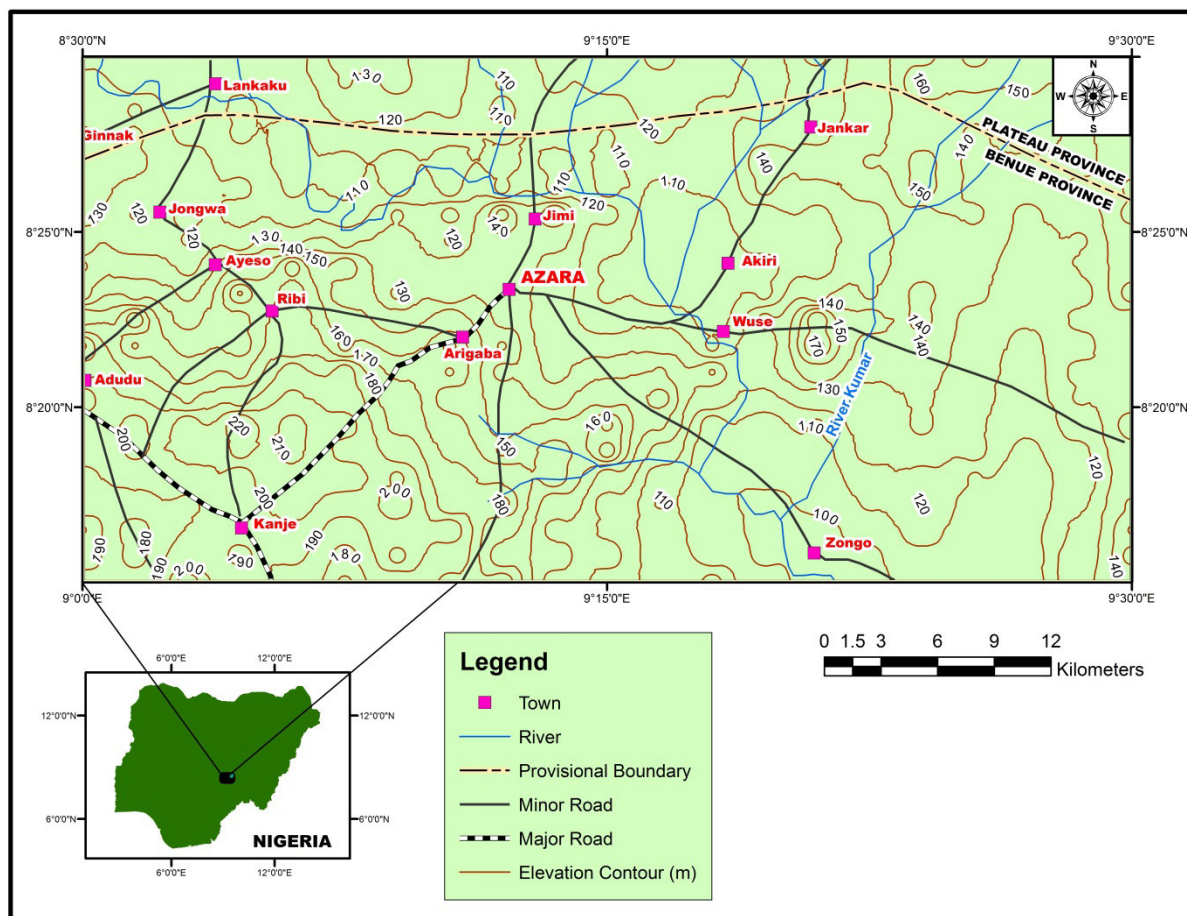 8°30'0"E
9°15'0"E
9°30'0"E
130
110
160
150
N
W E
S
Lankaku
110
120
120
Jankar
Ginnak
PLATEAU PROVINCE
BENUE PROVINCE
140
110
140
110
110
150
130
120
Jongwa
110
120
Jimi
140
120
8°25'0"N
8°25'0"N
120
130
140
150
Ayeso
Akiri
AZARA
130
Ribi
140
140
150
140
Wuse
160
170
170
Arigaba
180
Adudu
130
River Kumar
8°20'0"N
8°20'0"N
200
220
210
160
110
150
120
200
200
180
110
120
Kanje
100
190
180
190
190
190
200
180
Zongo
140
9°0'0"E
9°15'0"E
9°30'0"E
6°0'0"E
12°0'0"E
12°0'0"N
12°0'0"N
6°0'0"N
6°0'0"N
NIGERIA
6°0'0"E
12°0'0"E
Legend
Town
River
Provisional Boundary
Minor Road
Major Road
Elevation Contour (m)
0 1.5 3 6 9 12
Kilometers